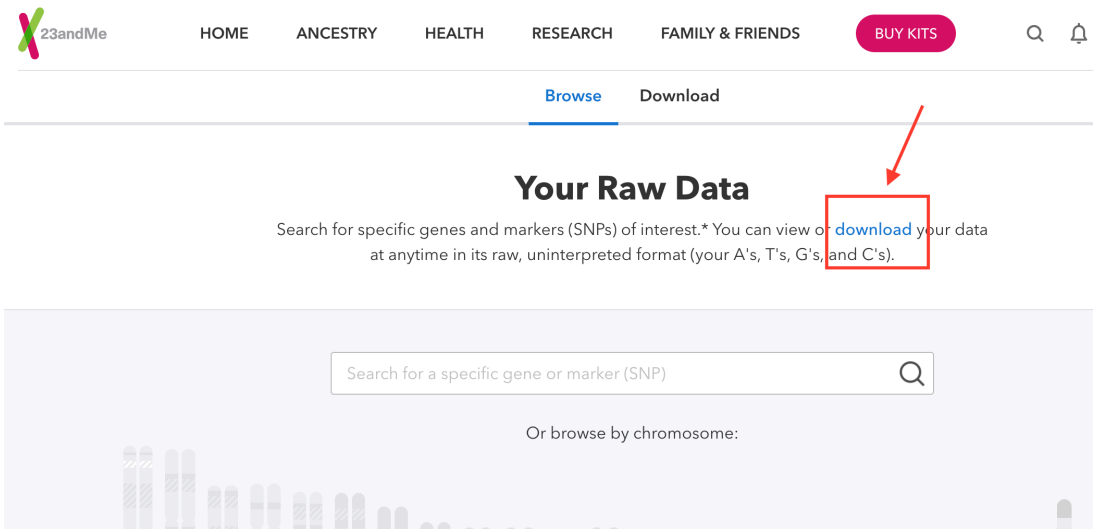 23andMe HOME ANCESTRY HEALTH RESEARCH FAMILY & FRIENDS BUY KITS
Browse Download
Your Raw Data
Search for specific genes and markers (SNPs) of interest.* You can view or download your data
at anytime in its raw, uninterpreted format (your A's, T's, G's, and C's).
Search for a specific gene or marker (SNP)
Or browse by chromosome: